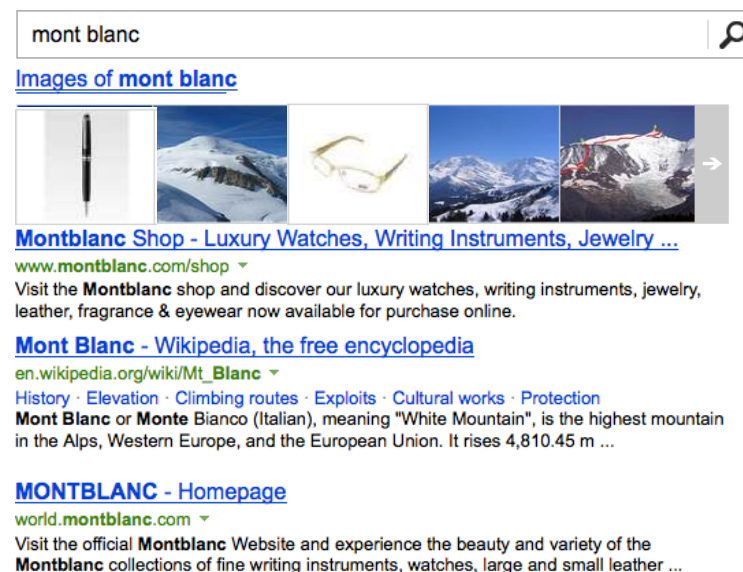 mont blanc
Images of mont blanc
Montblanc Shop - Luxury Watches, Writing Instruments, Jewelry ...
www.montblanc.com/shop
Visit the Montblanc shop and discover our luxury watches, writing instruments, jewelry,
leather, fragrance & eyewear now available for purchase online.
Mont Blanc - Wikipedia, the free encyclopedia
en.wikipedia.org/wiki/Mt_Blanc
History · Elevation · Climbing routes · Exploits · Cultural works · Protection
Mont Blanc or Monte Bianco (Italian), meaning "White Mountain", is the highest mountain
in the Alps, Western Europe, and the European Union. It rises 4,810.45 m ...
MONTBLANC - Homepage
world.montblanc.com
Visit the official Montblanc Website and experience the beauty and variety of the
Montblanc collections of fine writing instruments, watches, large and small leather ...